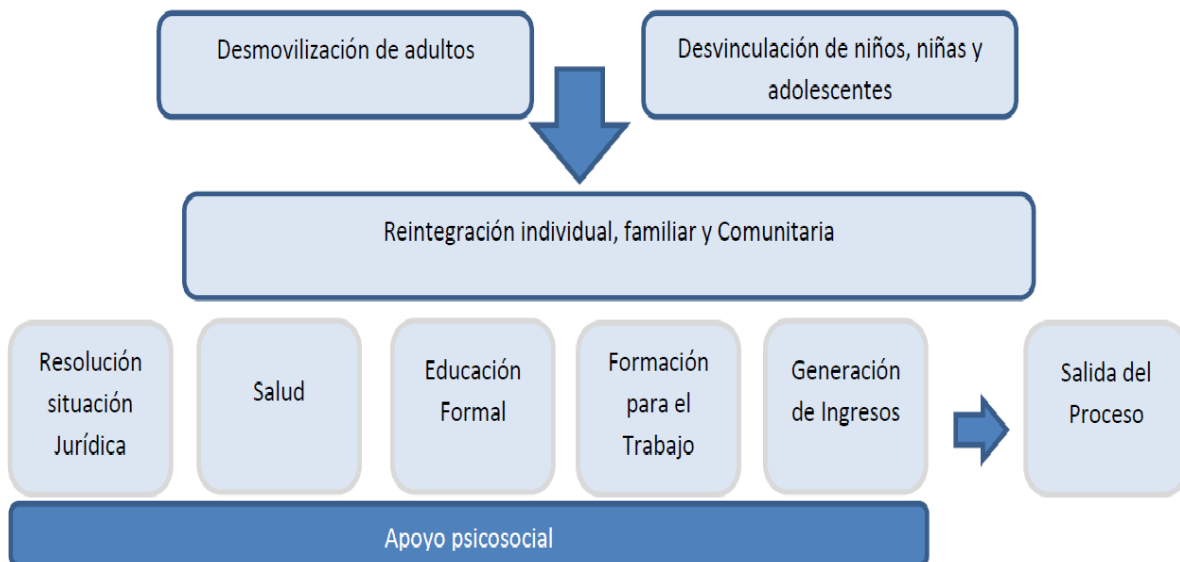 Desmovilización de adultos
Desvinculación de niños, niñas y
adolescentes
Reintegración individual, familiar y Comunitaria
Resolución
situación
Jurídica
Salud
Educación
Formal
Formación
para el
Trabajo
Generación
de Ingresos
Salida del
Proceso
Apoyo psicosocial